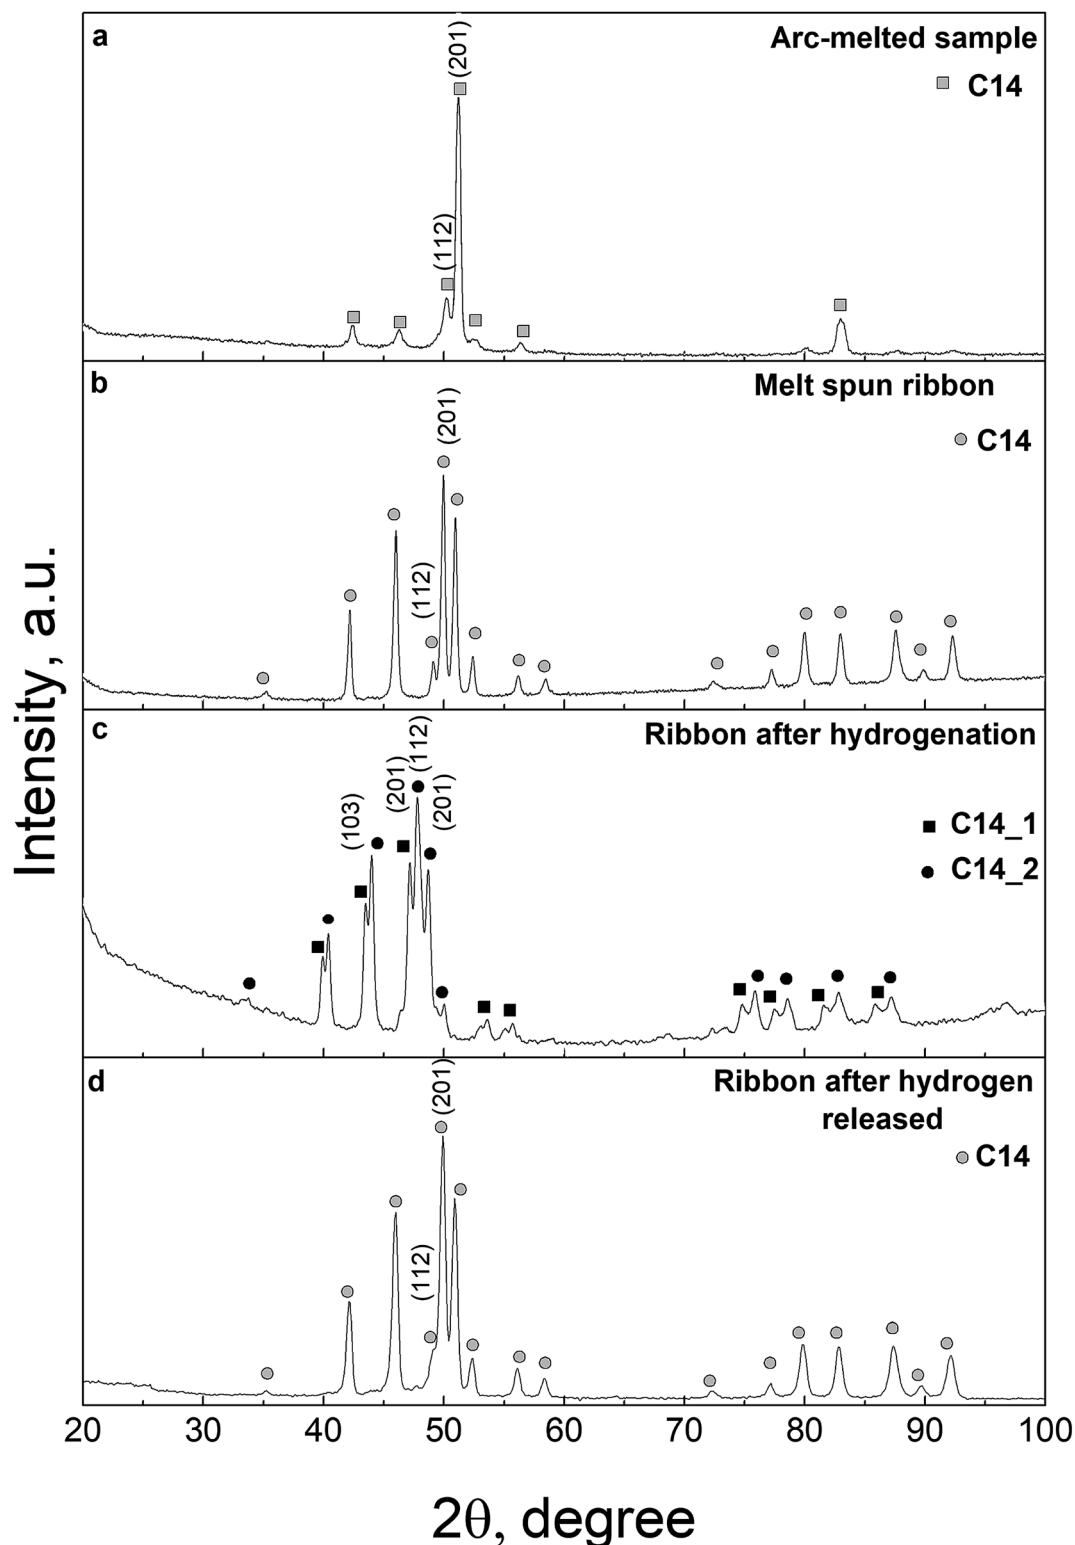 a
Arc-melted sample
C14
(201)
(112)
b
Melt spun ribbon
C14
(201)
(112)
c
Ribbon after hydrogenation
C14_1
C14_2
(103)
(201)
(112)
(201)
d
Ribbon after hydrogen
released
C14
(201)
(112)
Intensity, a.u.
20 30 40 50 60 70 80 90 100
2θ, degree